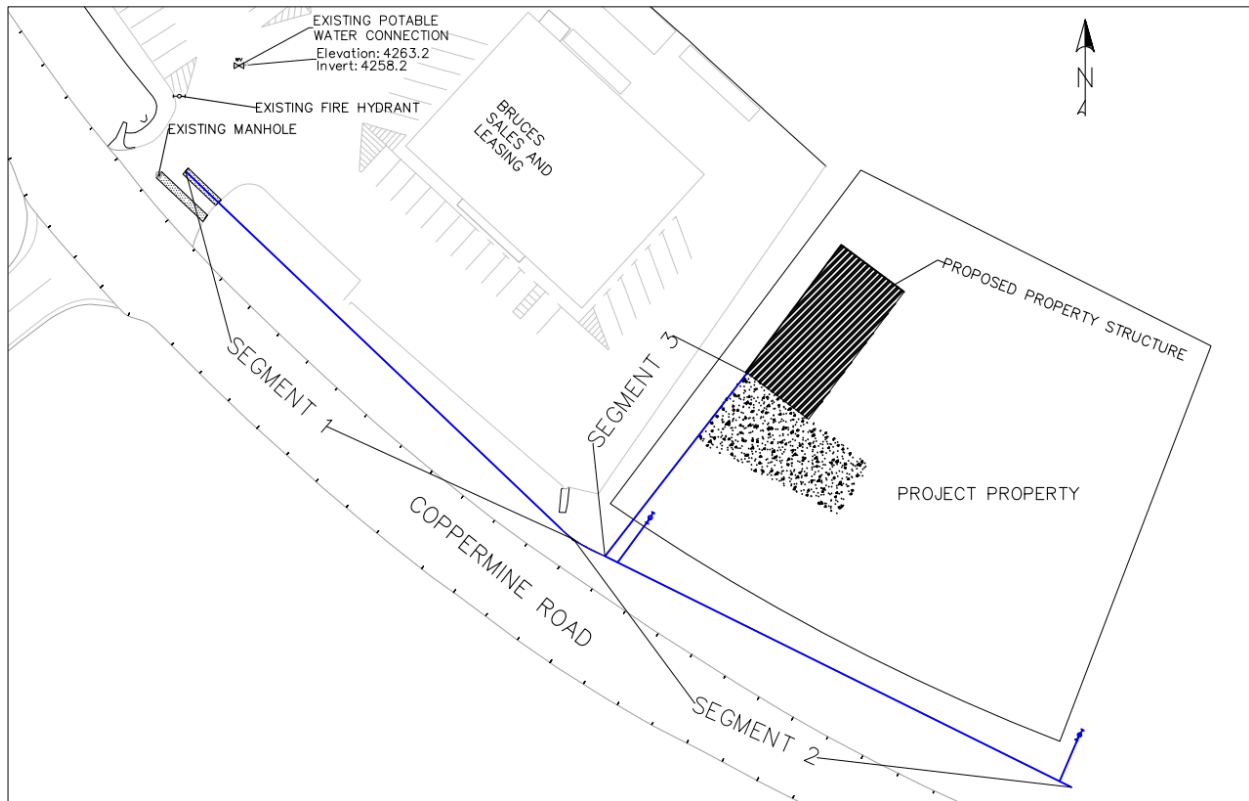 EXISTING POTABLE
WATER CONNECTION
Elevation: 4263.2
Invert: 4258.2
EXISTING FIRE HYDRANT
EXISTING MANHOLE
BRUCES
SALES AND
LEASING
N
PROPOSED PROPERTY STRUCTURE
SEGMENT 1
SEGMENT 3
PROJECT PROPERTY
COPPERMINE ROAD
SEGMENT 2